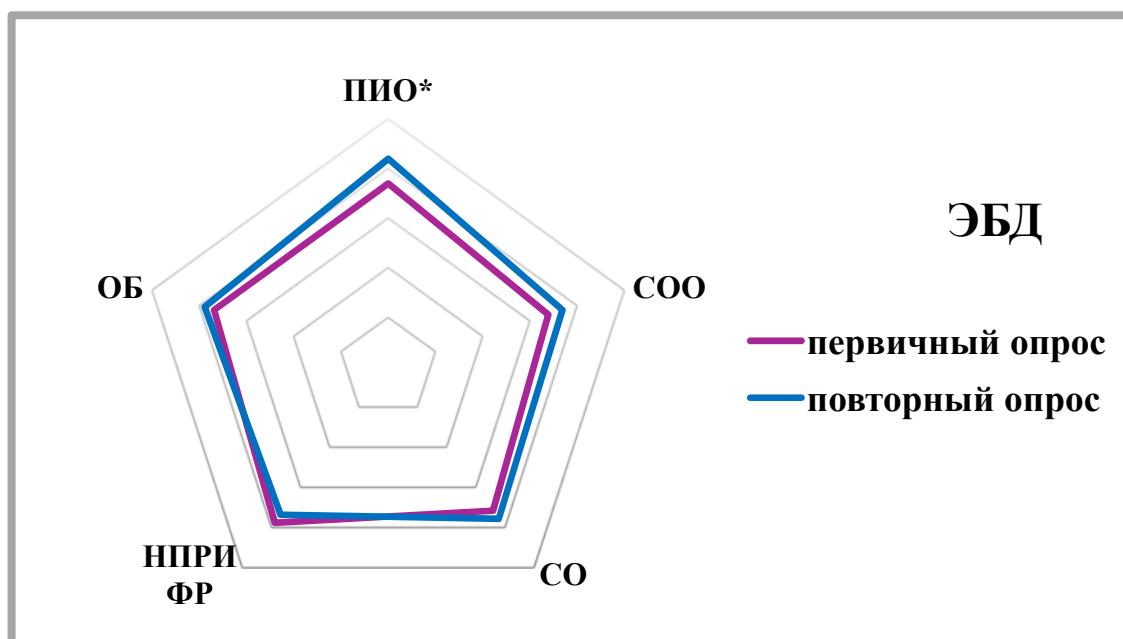 ПИО*
ЭБД
ОБ
СОО
первичный опрос
повторный опрос
НПРИ
ФР
СО